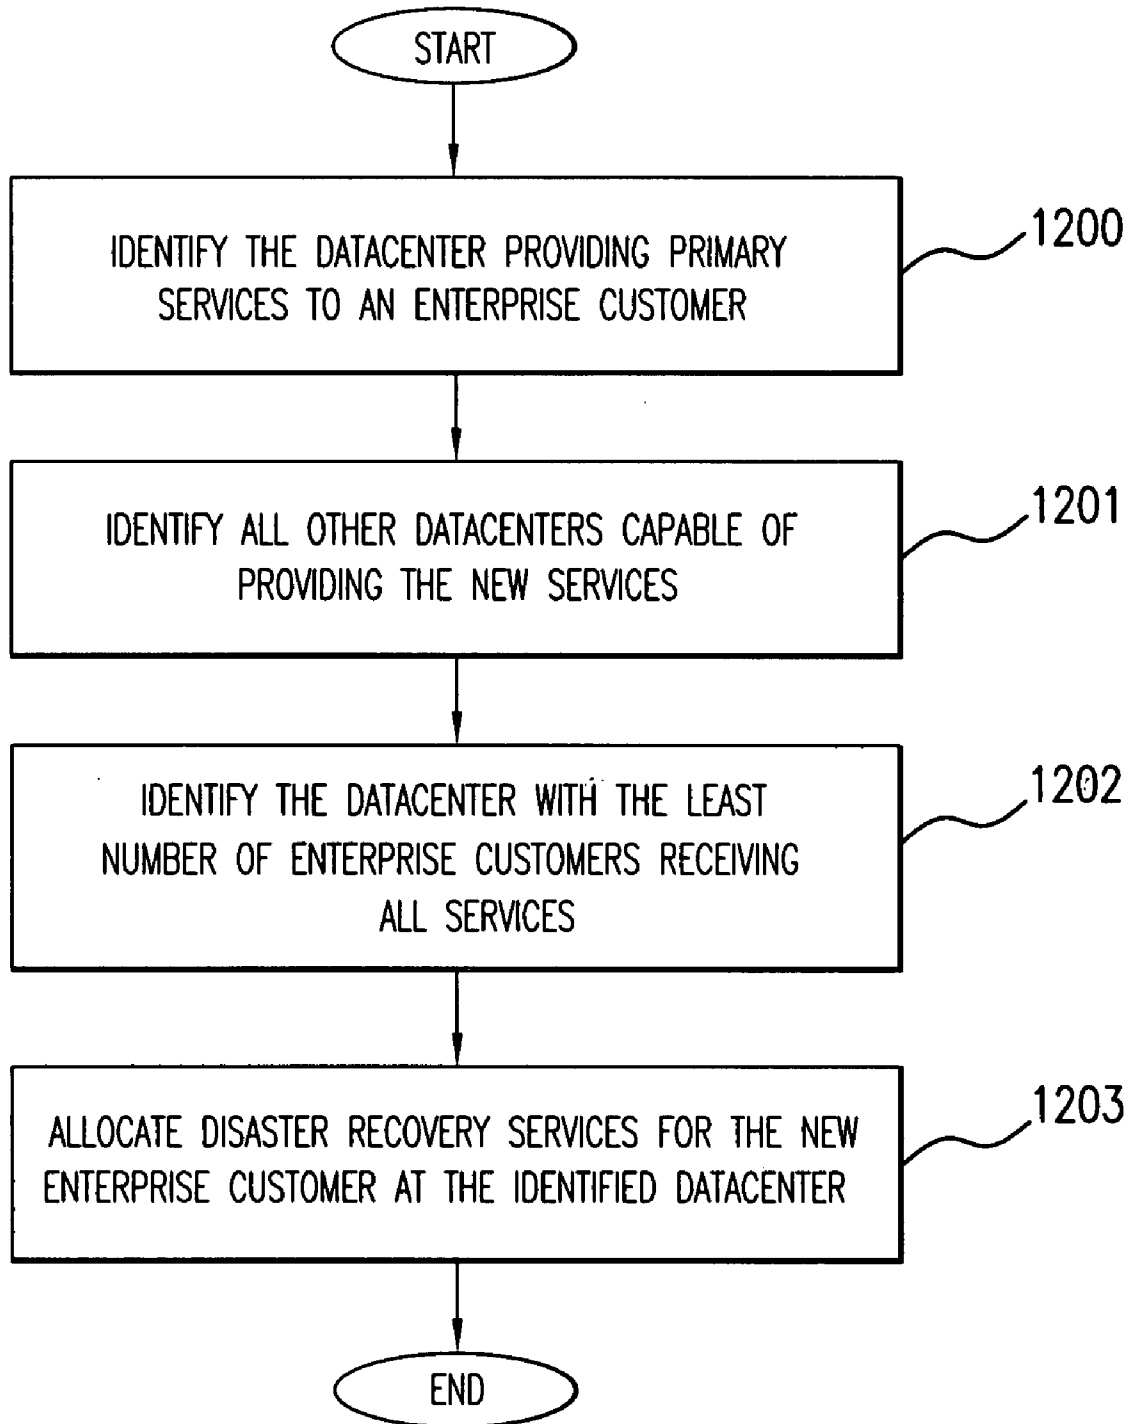 START
IDENTIFY THE DATACENTER PROVIDING PRIMARY
SERVICES TO AN ENTERPRISE CUSTOMER
1200
IDENTIFY ALL OTHER DATACENTERS CAPABLE OF
PROVIDING THE NEW SERVICES
1201
IDENTIFY THE DATACENTER WITH THE LEAST
NUMBER OF ENTERPRISE CUSTOMERS RECEIVING
ALL SERVICES
1202
ALLOCATE DISASTER RECOVERY SERVICES FOR THE NEW
ENTERPRISE CUSTOMER AT THE IDENTIFIED DATACENTER
1203
END